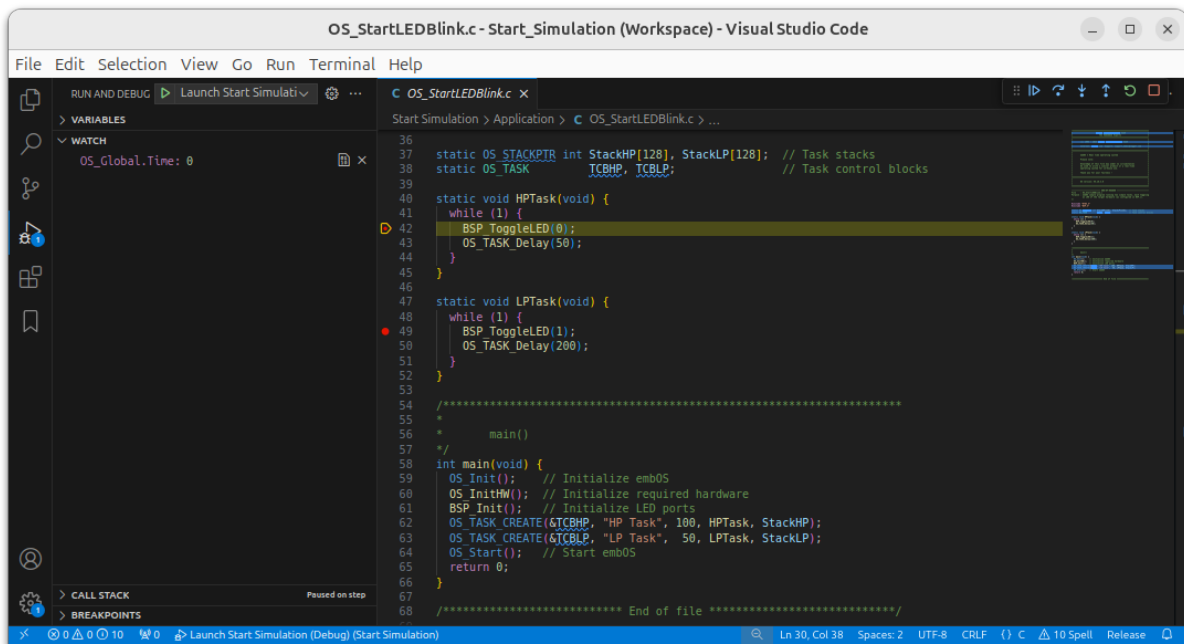 OS_StartLEDBlink.c - Start_Simulation (Workspace) - Visual Studio Code
File Edit Selection View Go Run Terminal Help
RUN AND DEBUG Launch Start Simulati
VARIABLES
WATCH
OS_Global.Time: 0
C OS_StartLEDBlink.c
Start Simulation > Application > C OS_StartLEDBlink.c > ...
36
37 static OS_STACKPTR int StackHP[128], StackLP[128]; // Task stacks
38 static OS_TASK TCBHP, TCBLP; // Task control blocks
39
40 static void HPTask(void) {
41 while (1) {
42 BSP_ToggleLED(0);
43 OS_TASK_Delay(50);
44 }
45 }
46
47 static void LPTask(void) {
48 while (1) {
49 BSP_ToggleLED(1);
50 OS_TASK_Delay(200);
51 }
52 }
53
54 /*********************************************************************
55 *
56 * main()
57 */
58 int main(void) {
59 OS_Init(); // Initialize embOS
60 OS_InitHW(); // Initialize required hardware
61 BSP_Init(); // Initialize LED ports
62 OS_TASK_CREATE(&TCBHP, "HP Task", 100, HPTask, StackHP);
63 OS_TASK_CREATE(&TCBLP, "LP Task", 50, LPTask, StackLP);
64 OS_Start(); // Start embOS
65 return 0;
66 }
67
68 /*************************** End of file ****************************/
1
1
CALL STACK Paused on step
BREAKPOINTS
0 0 10 0 Launch Start Simulation (Debug) (Start Simulation) Ln 30, Col 38 Spaces: 2 UTF-8 CRLF {} C 10 Spell Release